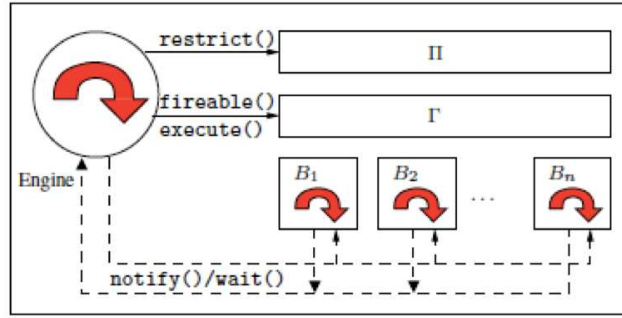 restrict()
Π
fireable()
Γ
execute()
Engine
B₁ B₂ ... Bₙ
notify()/wait()